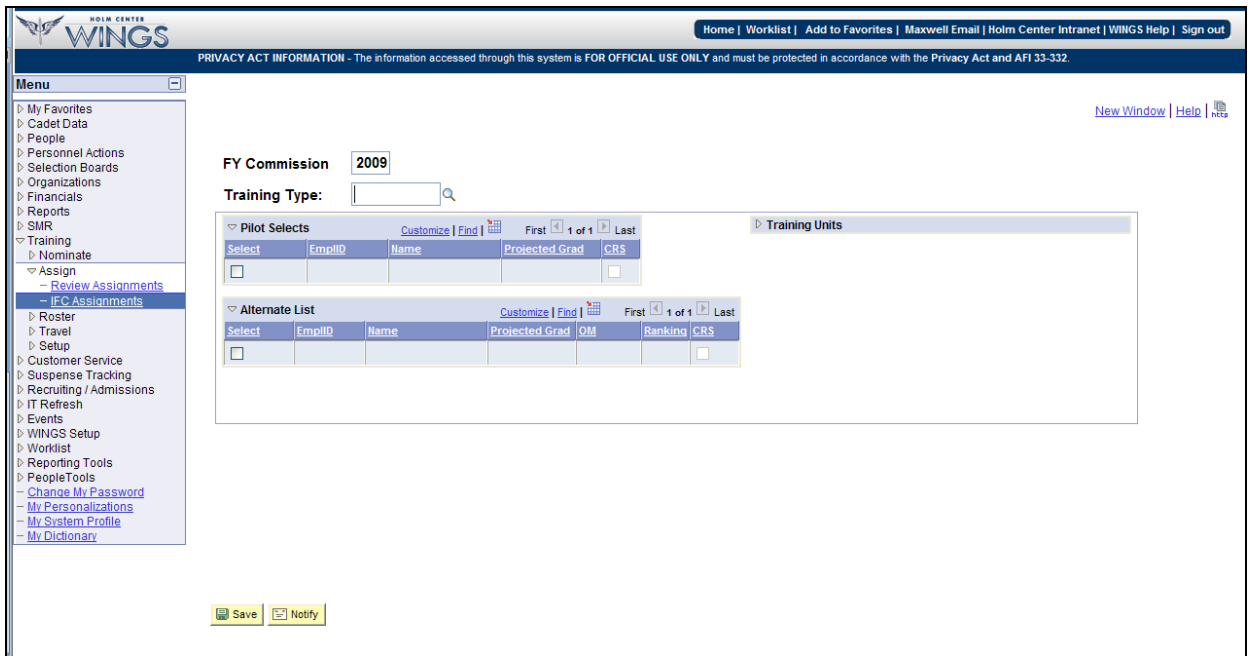 HOLM CENTER
WINGS
Home | Worklist | Add to Favorites | Maxwell Email | Holm Center Intranet | WINGS Help | Sign out
PRIVACY ACT INFORMATION - The information accessed through this system is FOR OFFICIAL USE ONLY and must be protected in accordance with the Privacy Act and AFI 33-332.
Menu
My Favorites
Cadet Data
People
Personnel Actions
Selection Boards
Organizations
Financials
Reports
SMR
Training
Nominate
Assign
Review Assignments
IFC Assignments
Roster
Travel
Setup
Customer Service
Suspense Tracking
Recruiting / Admissions
IT Refresh
Events
WINGS Setup
Worklist
Reporting Tools
PeopleTools
Change My Password
My Personalizations
My System Profile
My Dictionary
New Window | Help | http
FY Commission 2009
Training Type:
Pilot Selects Customize | Find | First 1 of 1 Last
Select EmplID Name Projected Grad CRS
Training Units
Alternate List Customize | Find | First 1 of 1 Last
Select EmplID Name Projected Grad OM Ranking CRS
Save Notify